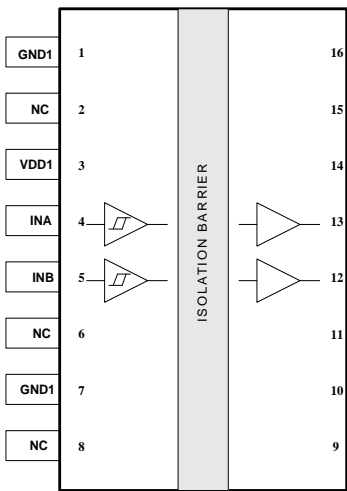 GND1 1 16
NC 2 15
VDD1 3 14
INA 4 13
INB 5 12
NC 6 11
GND1 7 10
NC 8 9
ISOLATION BARRIER